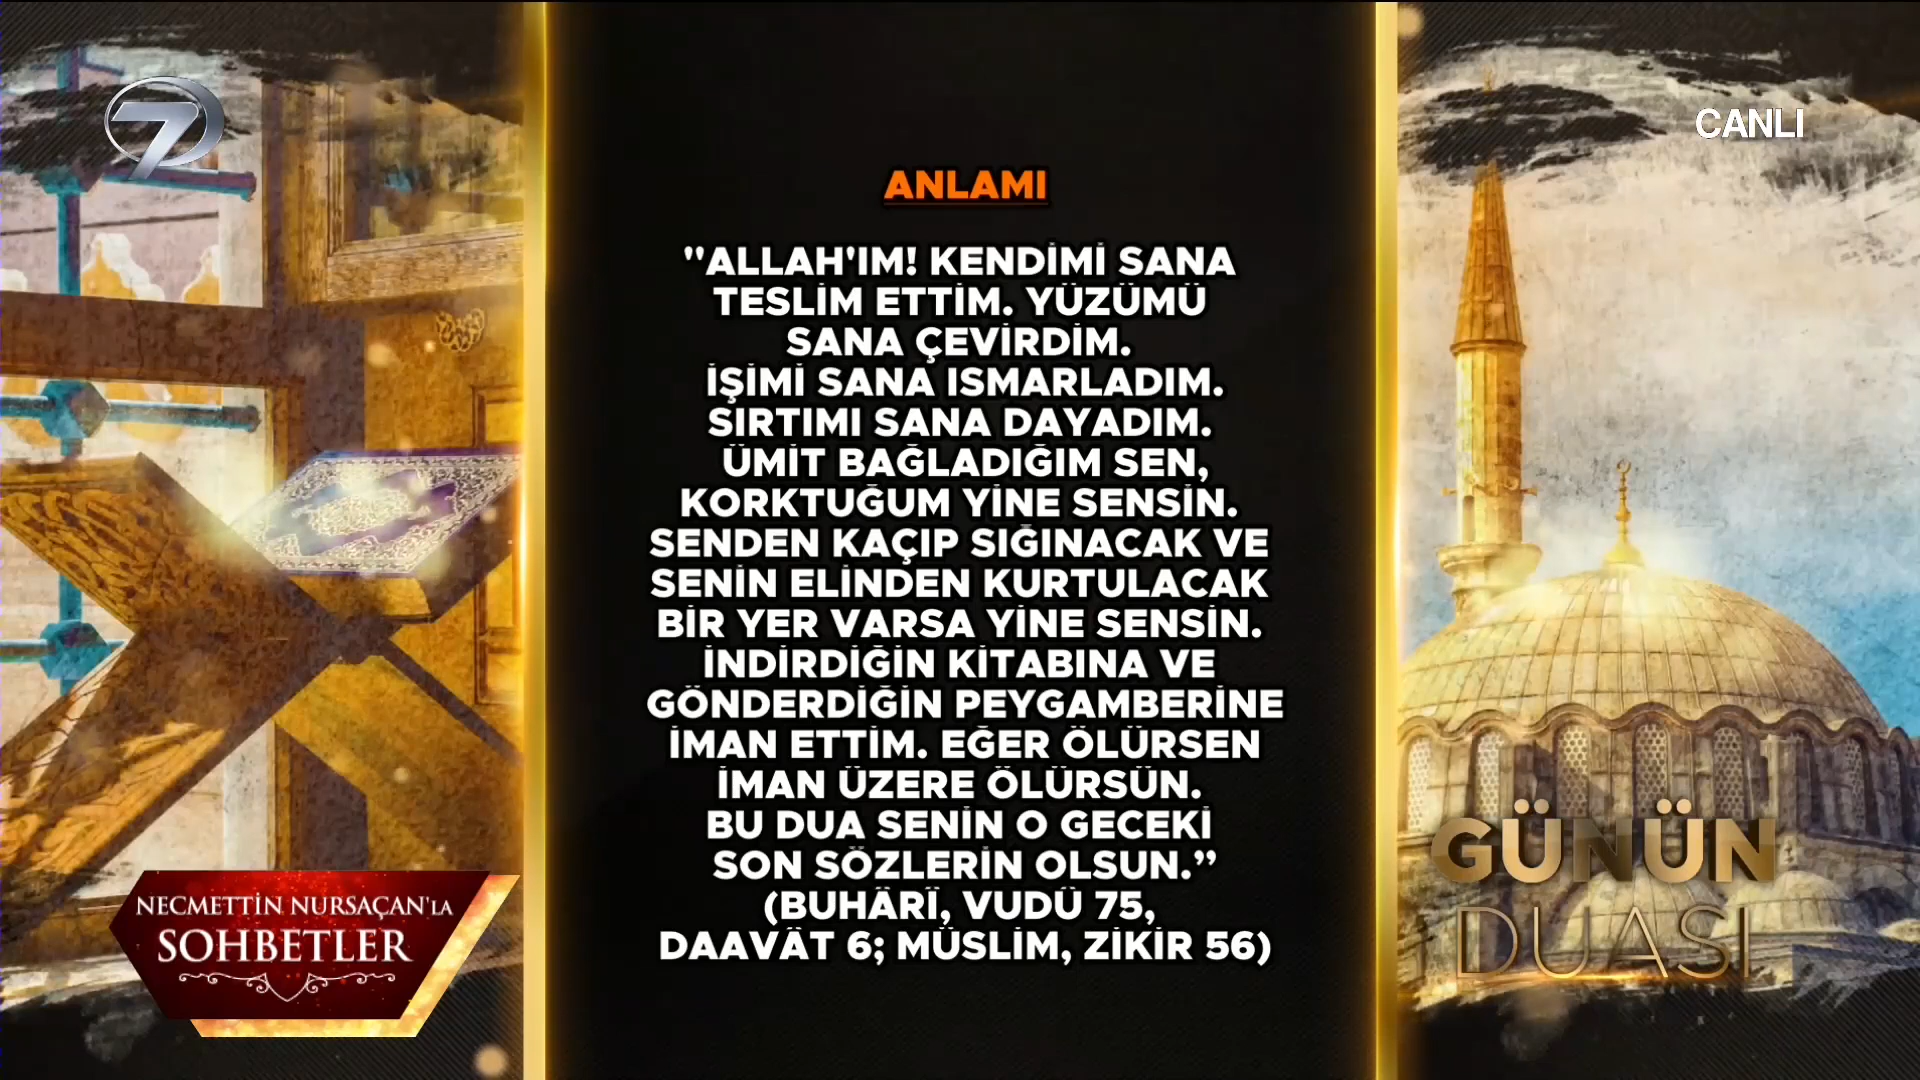 7
CANLI
ANLAMI
"ALLAH'IM! KENDİMİ SANA
TESLİM ETTİM. YÜZÜMÜ
SANA ÇEVİRDİM.
İŞİMİ SANA ISMARLADIM.
SIRTIMI SANA DAYADIM.
ÜMİT BAĞLADIĞIM SEN,
KORKTUĞUM YİNE SENSİN.
SENDEN KAÇIP SIĞINACAK VE
SENİN ELİNDEN KURTULACAK
BİR YER VARSA YİNE SENSİN.
İNDİRDİĞİN KİTABINA VE
GÖNDERDİĞİN PEYGAMBERİNE
İMAN ETTİM. EĞER ÖLÜRSEN
İMAN ÜZERE ÖLÜRSÜN.
BU DUA SENİN O GECEKİ
SON SÖZLERİN OLSUN.”
(BUHÂRÎ, VUDÛ 75,
DAAVÂT 6; MÜSLİM, ZİKİR 56)
NECMETTİN NURSAÇAN'LA
SOHBETLER
GÜNÜN
DUASI